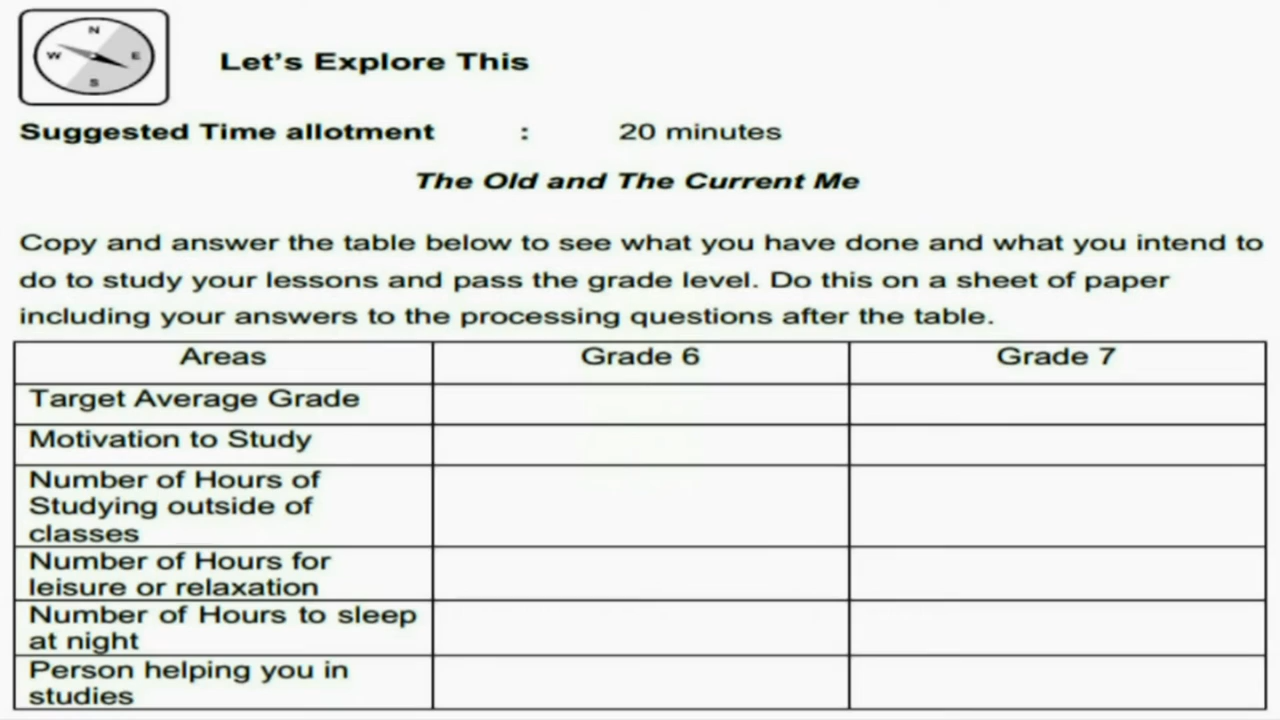 N
W
E
S
Let's Explore This
Suggested Time allotment : 20 minutes
The Old and The Current Me
Copy and answer the table below to see what you have done and what you intend to
do to study your lessons and pass the grade level. Do this on a sheet of paper
including your answers to the processing questions after the table.
Areas Grade 6 Grade 7
Target Average Grade
Motivation to Study
Number of Hours of
Studying outside of
classes
Number of Hours for
leisure or relaxation
Number of Hours to sleep
at night
Person helping you in
studies